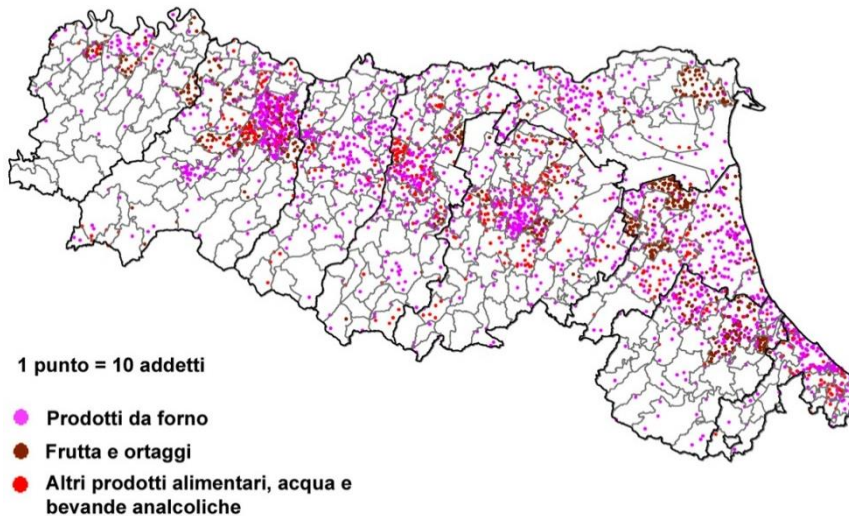 1 punto = 10 addetti
Prodotti da forno
Frutta e ortaggi
Altri prodotti alimentari, acqua e
bevande analcoliche